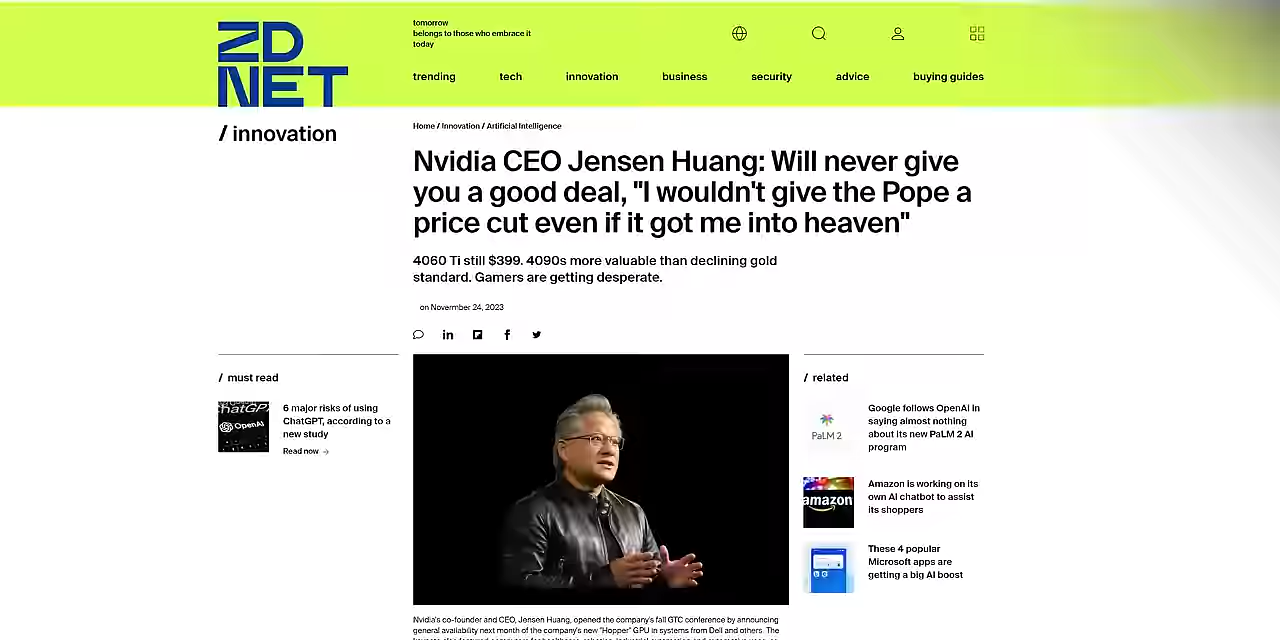 ZD
NET
tomorrow
belongs to those who embrace it
today
trending tech innovation business security advice buying guides
/ innovation
Home / Innovation / Artificial Intelligence
Nvidia CEO Jensen Huang: Will never give
you a good deal, "I wouldn't give the Pope a
price cut even if it got me into heaven"
4060 Ti still $399. 4090s more valuable than declining gold
standard. Gamers are getting desperate.
on Novermber 24, 2023
/ must read
ChatGPT
OpenAI
6 major risks of using
ChatGPT, according to a
new study
Read now →
Nvidia's co-founder and CEO, Jensen Huang, opened the company's fall GTC conference by announcing
general availability next month of the company's new "Hopper" GPU in systems from Dell and others. The
/ related
PaLM 2
Google follows OpenAI in
saying almost nothing
about its new PaLM 2 AI
program
amazon
Amazon is working on its
own AI chatbot to assist
its shoppers
These 4 popular
Microsoft apps are
getting a big AI boost